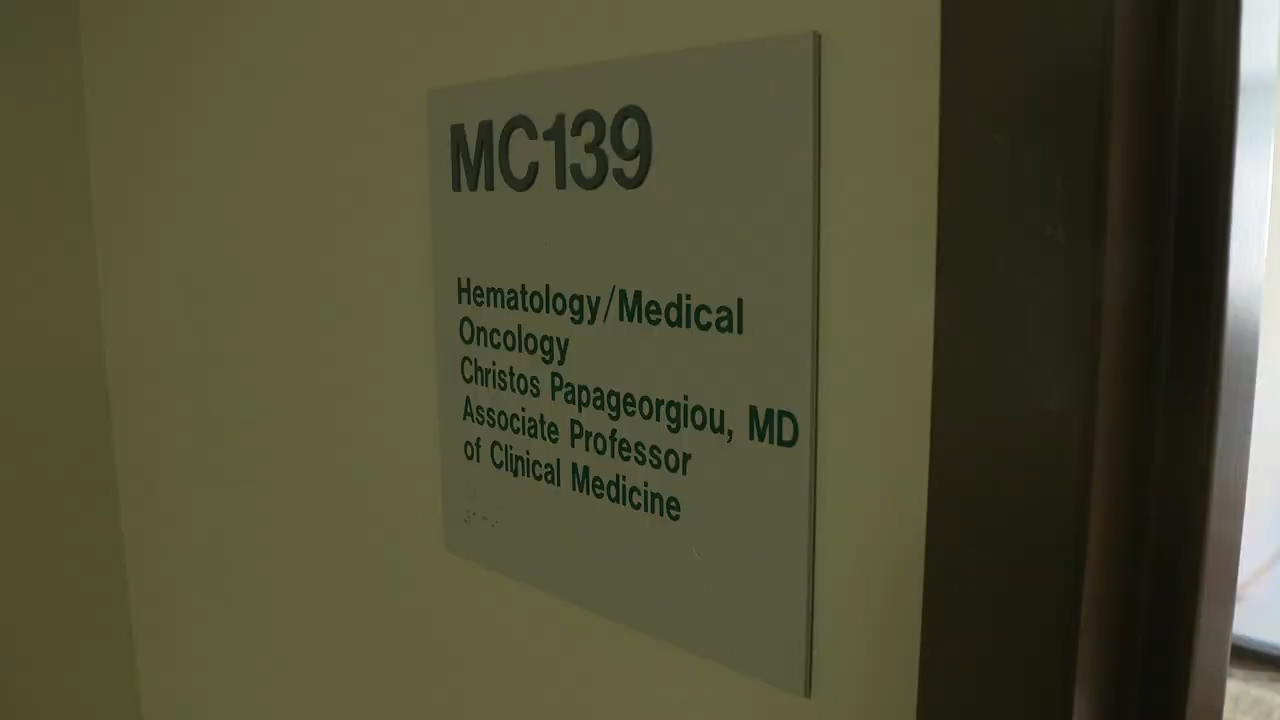 MC139
Hematology/Medical
Oncology
Christos Papageorgiou, MD
Associate Professor
of Clinical Medicine